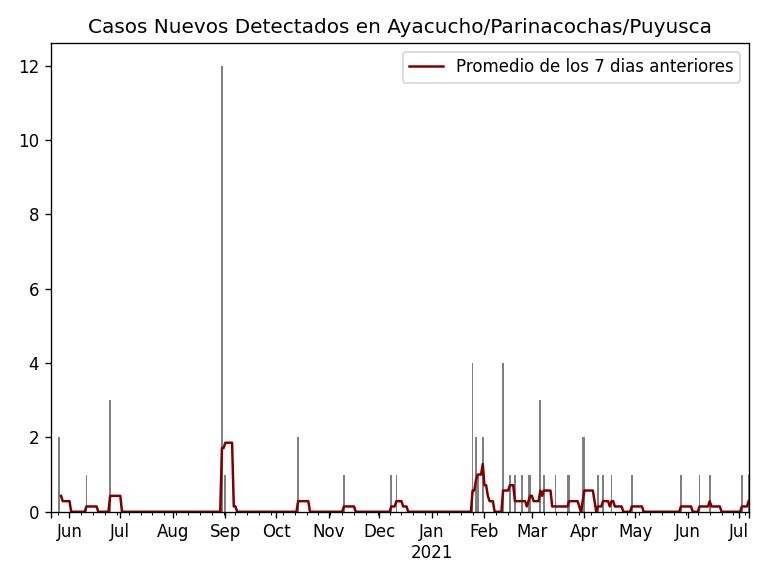 Casos Nuevos Detectados en Ayacucho/Parinacochas/Puyusca
Promedio de los 7 dias anteriores
12
10
8
6
4
2
0
Jun Jul Aug Sep Oct Nov Dec Jan Feb Mar Apr May Jun Jul
2021